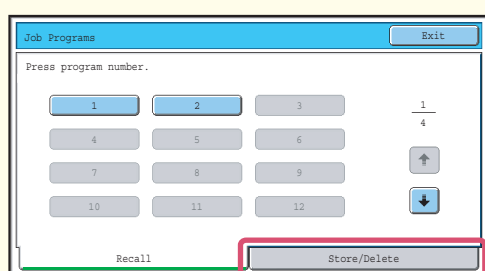 Job Programs Exit
Press program number.
1 2 3 1
4
4 5 6
7 8 9
10 11 12
Recall Store/Delete